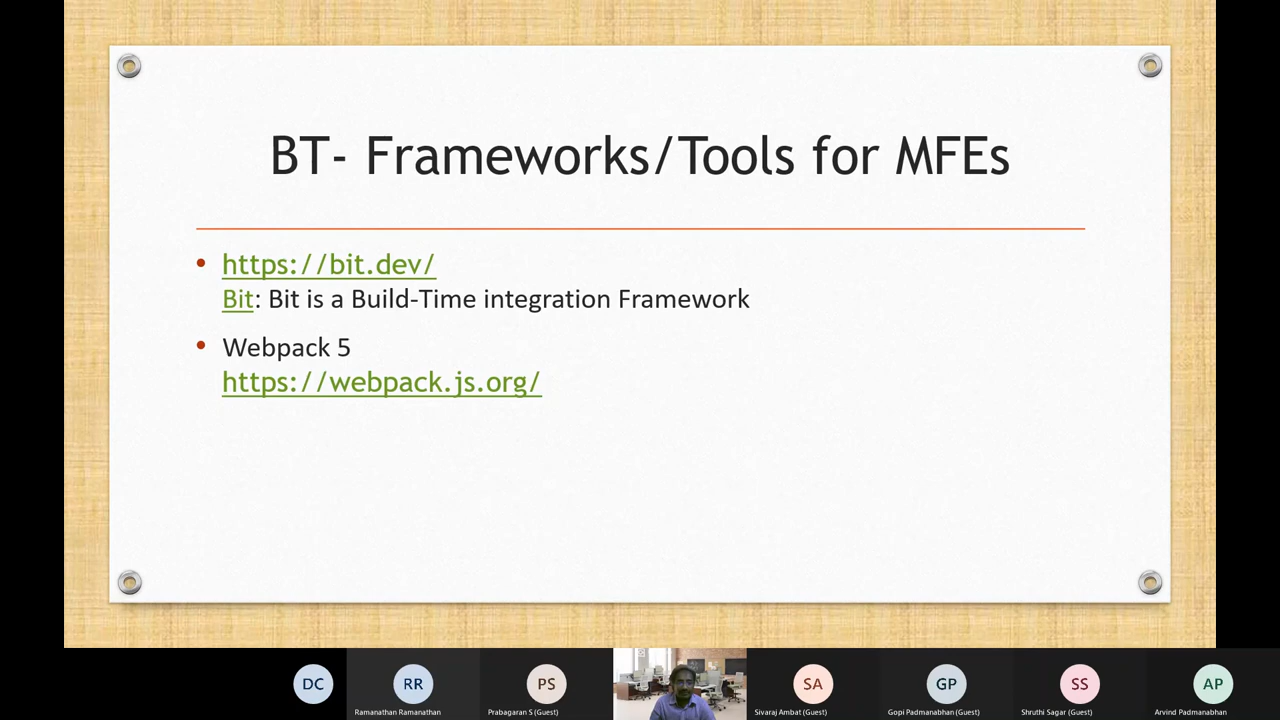 BT- Frameworks/Tools for MFEs
https://bit.dev/
Bit: Bit is a Build-Time integration Framework
Webpack 5
https://webpack.js.org/
DC
RR
PS
SA
GP
SS
AP
Ramanathan Ramanathan
Prabagaran S (Guest)
Sivaraj Ambat (Guest)
Gopi Padmanabhan (Guest)
Shruthi Sagar (Guest)
Arvind Padmanabhan